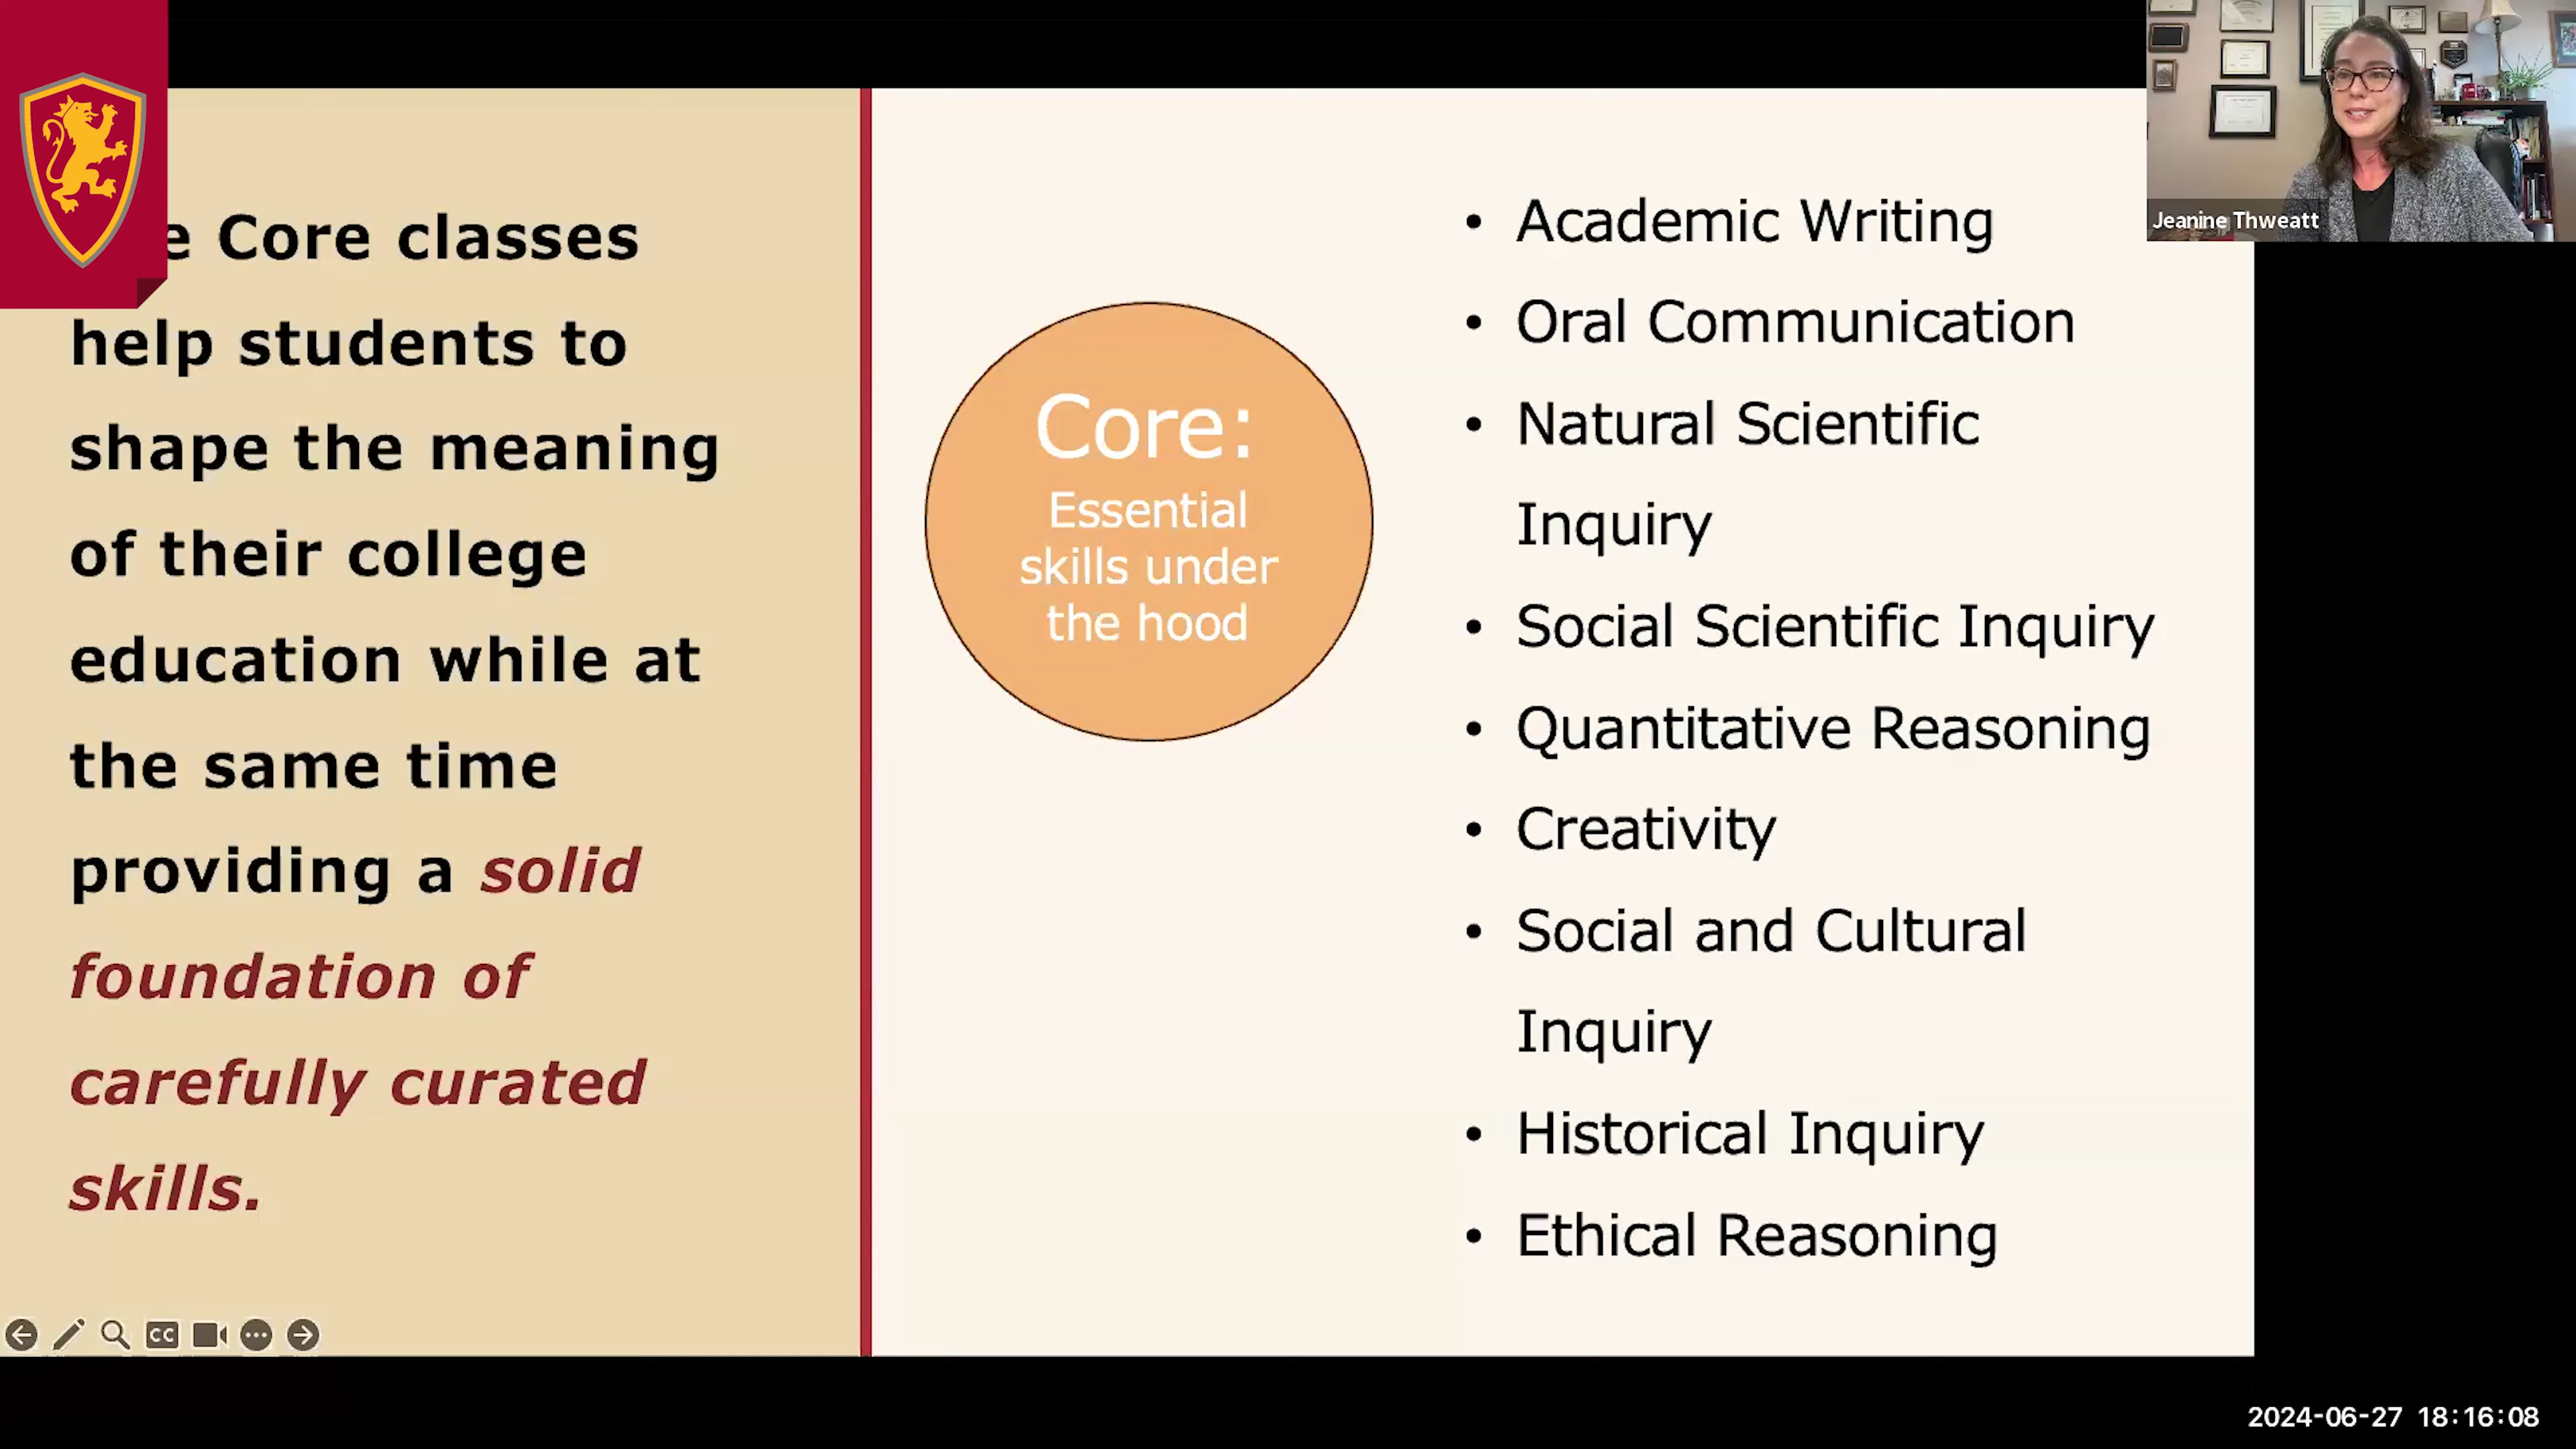 e Core classes
help students to
shape the meaning
of their college
education while at
the same time
providing a solid
foundation of
carefully curated
skills.
Core:
Essential
skills under
the hood
• Academic Writing
• Oral Communication
• Natural Scientific
Inquiry
• Social Scientific Inquiry
• Quantitative Reasoning
• Creativity
• Social and Cultural
Inquiry
• Historical Inquiry
• Ethical Reasoning
Jeanine Thweatt
CC
2024-06-27 18:16:08